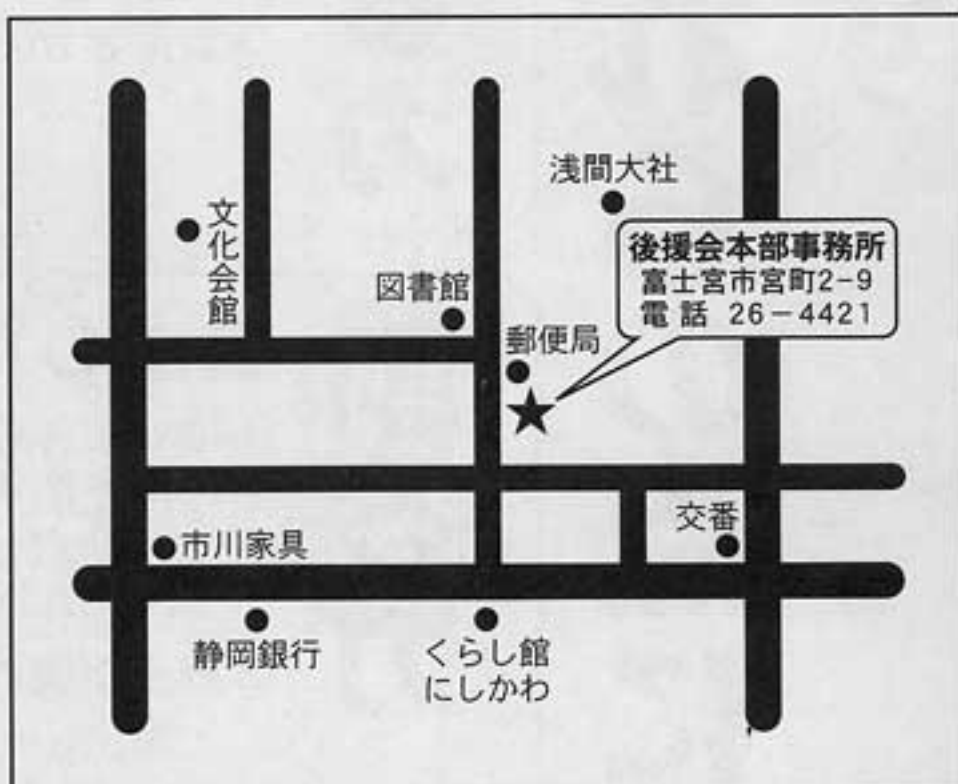 浅間大社
文化会館
後援会本部事務所
富士宮市宮町2-9
電話 26-4421
図書館
郵便局
交番
市川家具
静岡銀行
くらし館
にしかわ